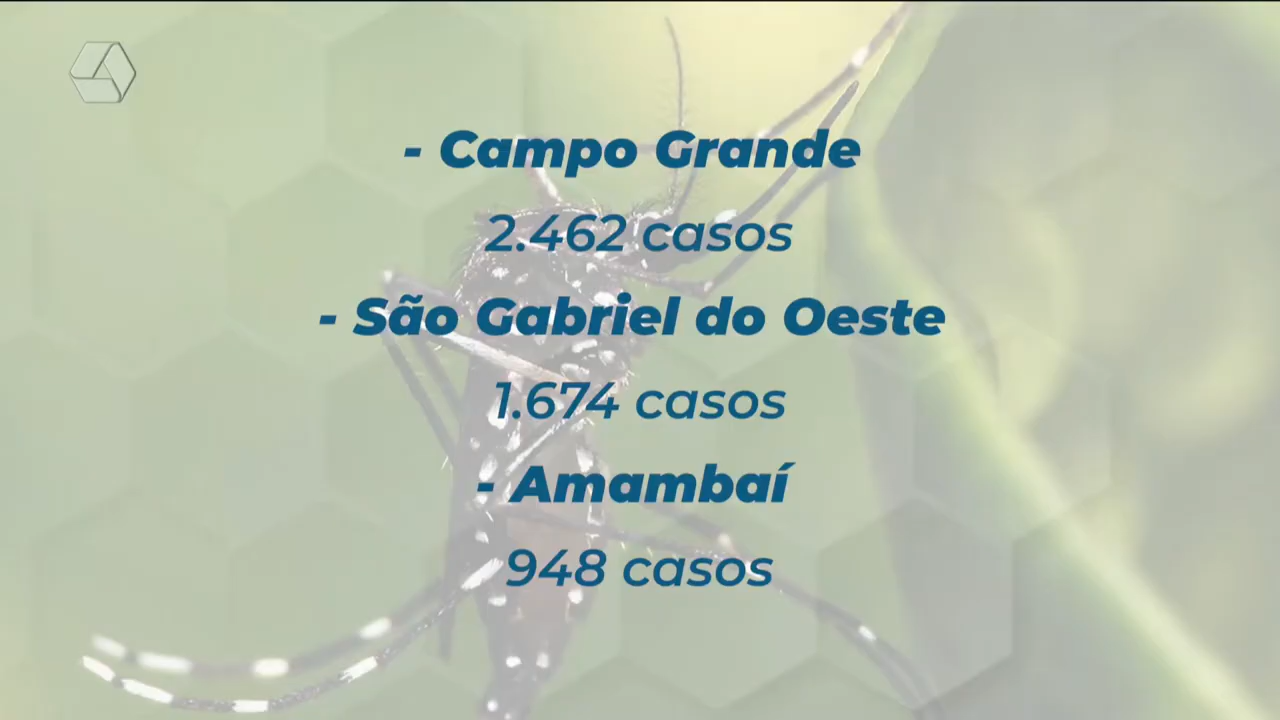 - Campo Grande
2.462 casos
- São Gabriel do Oeste
1.674 casos
- Amambaí
948 casos